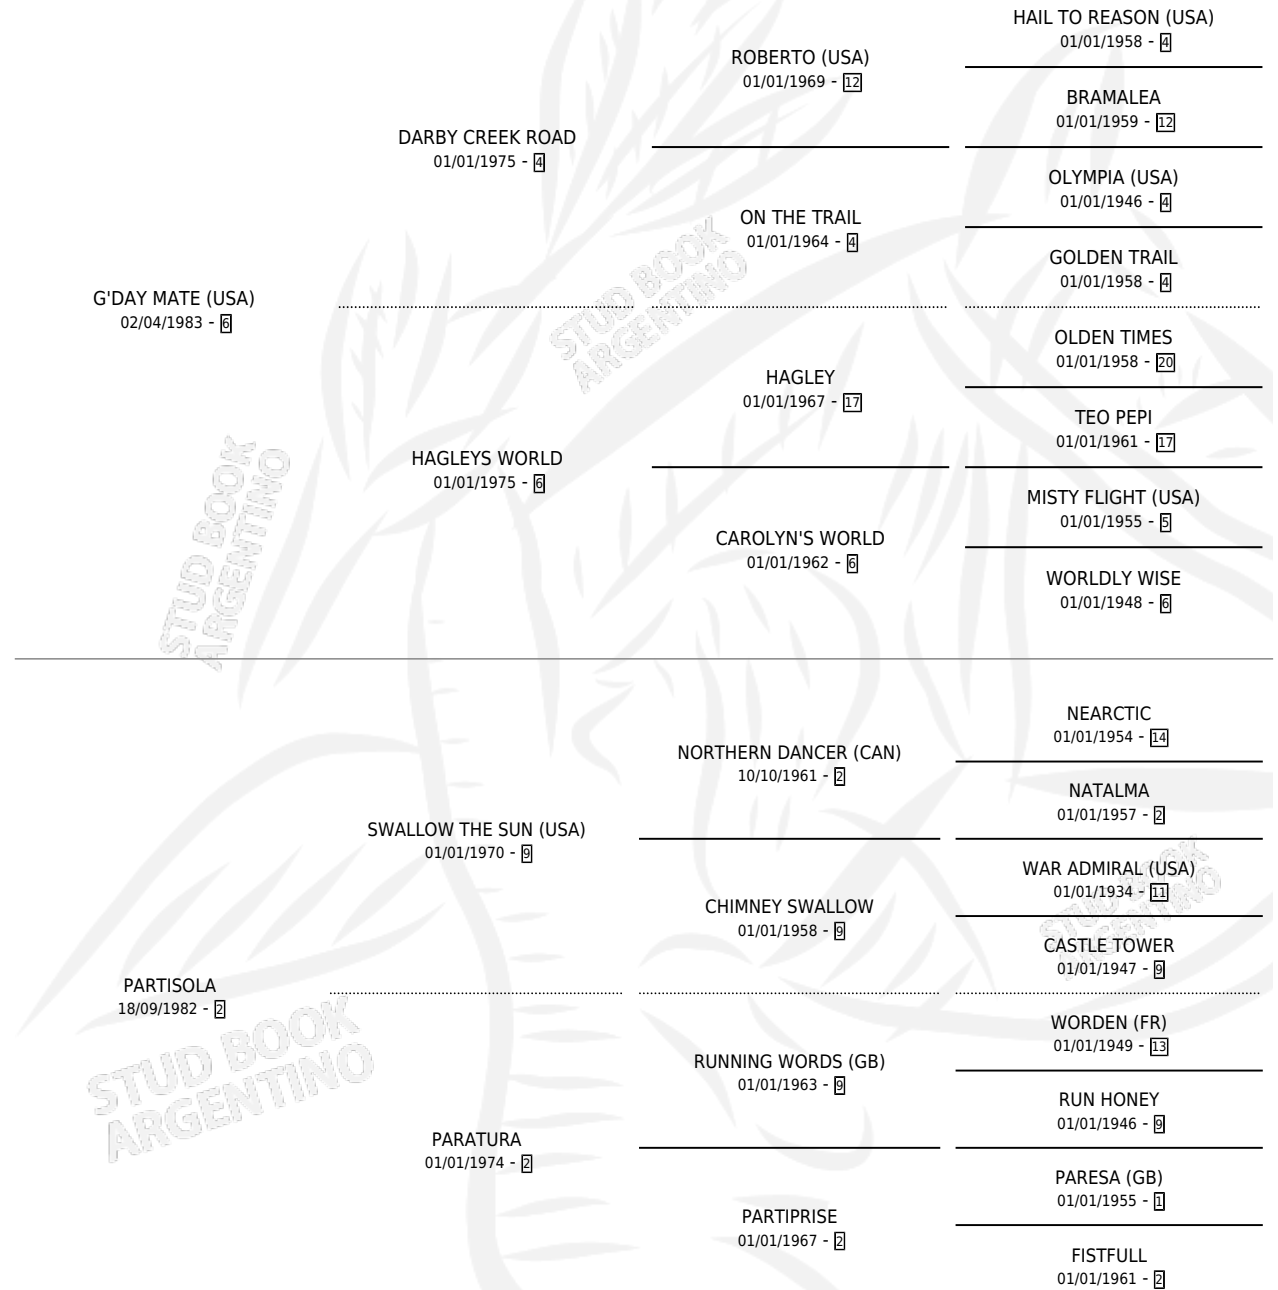 HAIL TO REASON (USA)
01/01/1958 - 4
ROBERTO (USA)
01/01/1969 - 12
BRAMALEA
01/01/1959 - 12
DARBY CREEK ROAD
01/01/1975 - 4
OLYMPIA (USA)
01/01/1946 - 4
ON THE TRAIL
01/01/1964 - 4
GOLDEN TRAIL
01/01/1958 - 4
G'DAY MATE (USA)
02/04/1983 - 6
OLDEN TIMES
01/01/1958 - 20
HAGLEY
01/01/1967 - 17
TEO PEPI
01/01/1961 - 17
HAGLEYS WORLD
01/01/1975 - 6
MISTY FLIGHT (USA)
01/01/1955 - 5
CAROLYN'S WORLD
01/01/1962 - 6
WORLDLY WISE
01/01/1948 - 6
NEARCTIC
01/01/1954 - 14
NORTHERN DANCER (CAN)
10/10/1961 - 2
NATALMA
01/01/1957 - 2
SWALLOW THE SUN (USA)
01/01/1970 - 9
WAR ADMIRAL (USA)
01/01/1934 - 11
CHIMNEY SWALLOW
01/01/1958 - 9
CASTLE TOWER
01/01/1947 - 9
PARTISOLA
18/09/1982 - 2
WORDEN (FR)
01/01/1949 - 13
RUNNING WORDS (GB)
01/01/1963 - 9
RUN HONEY
01/01/1946 - 9
PARATURA
01/01/1974 - 2
PARESA (GB)
01/01/1955 - 1
PARTIPRISE
01/01/1967 - 2
FISTFULL
01/01/1961 - 2
STUD BOOK
ARGENTINO
STUD BOOK
ARGENTINO
STUD BOOK
ARGENTINO
STUD BOOK
ARGENTINO